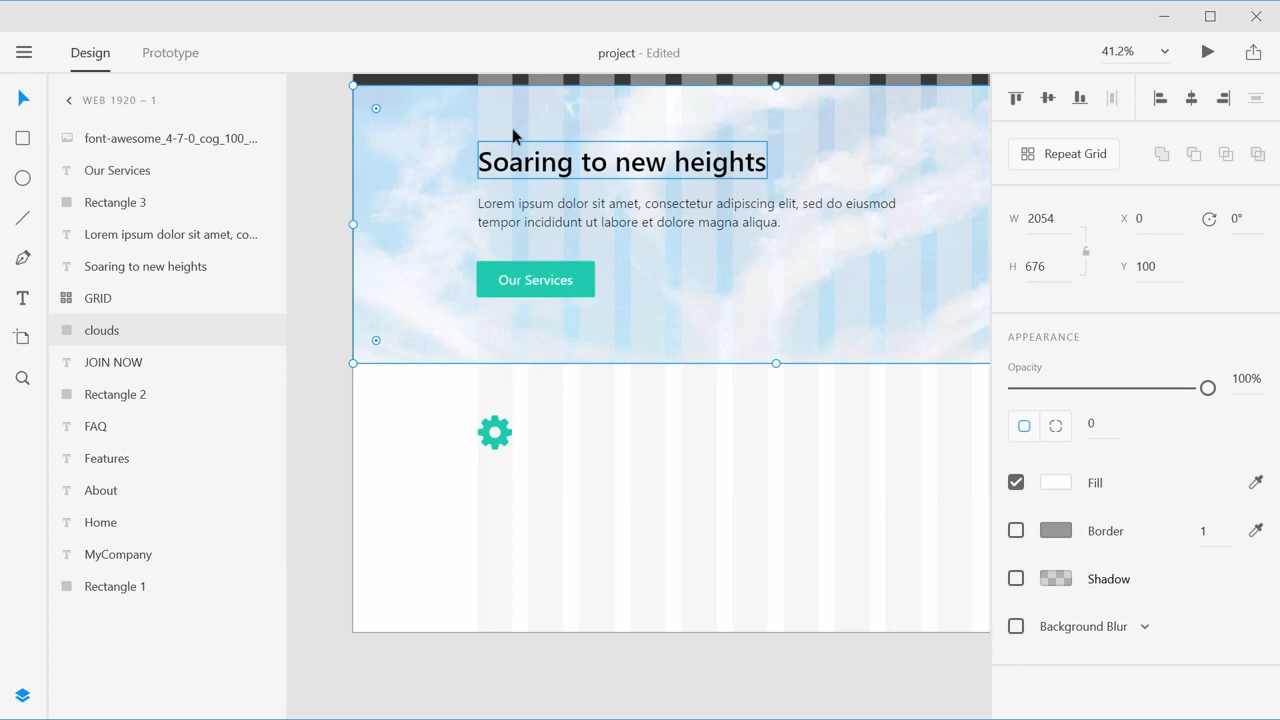 Design
Prototype
project - Edited
41.2%
WEB 1920 – 1
font-awesome_4-7-0_cog_100_...
Our Services
Rectangle 3
Lorem ipsum dolor sit amet, co...
Soaring to new heights
GRID
clouds
JOIN NOW
Rectangle 2
FAQ
Features
About
Home
MyCompany
Rectangle 1
Soaring to new heights
Lorem ipsum dolor sit amet, consectetur adipiscing elit, sed do eiusmod
tempor incididunt ut labore et dolore magna aliqua.
Our Services
Repeat Grid
W 2054 X 0 0°
H 676 Y 100
APPEARANCE
Opacity
100%
0
Fill
Border 1
Shadow
Background Blur